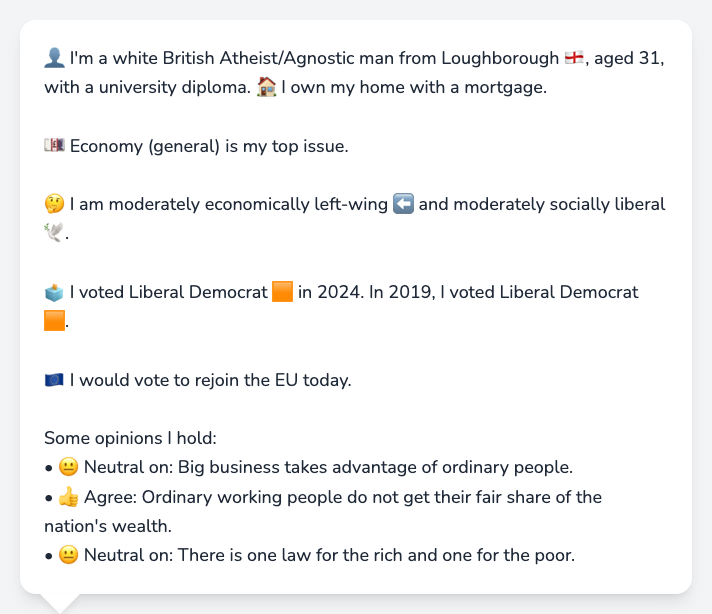 👤 I'm a white British Atheist/Agnostic man from Loughborough 🏴󠁧󠁢󠁥󠁮󠁧󠁿, aged 31,
with a university diploma. 🏠 I own my home with a mortgage.
💷 Economy (general) is my top issue.
🤔 I am moderately economically left-wing ⬅️ and moderately socially liberal
🕊️.
🗳️ I voted Liberal Democrat 🟧 in 2024. In 2019, I voted Liberal Democrat
🟧.
🇪🇺 I would vote to rejoin the EU today.
Some opinions I hold:
• 😐 Neutral on: Big business takes advantage of ordinary people.
• 👍 Agree: Ordinary working people do not get their fair share of the
nation's wealth.
• 😐 Neutral on: There is one law for the rich and one for the poor.